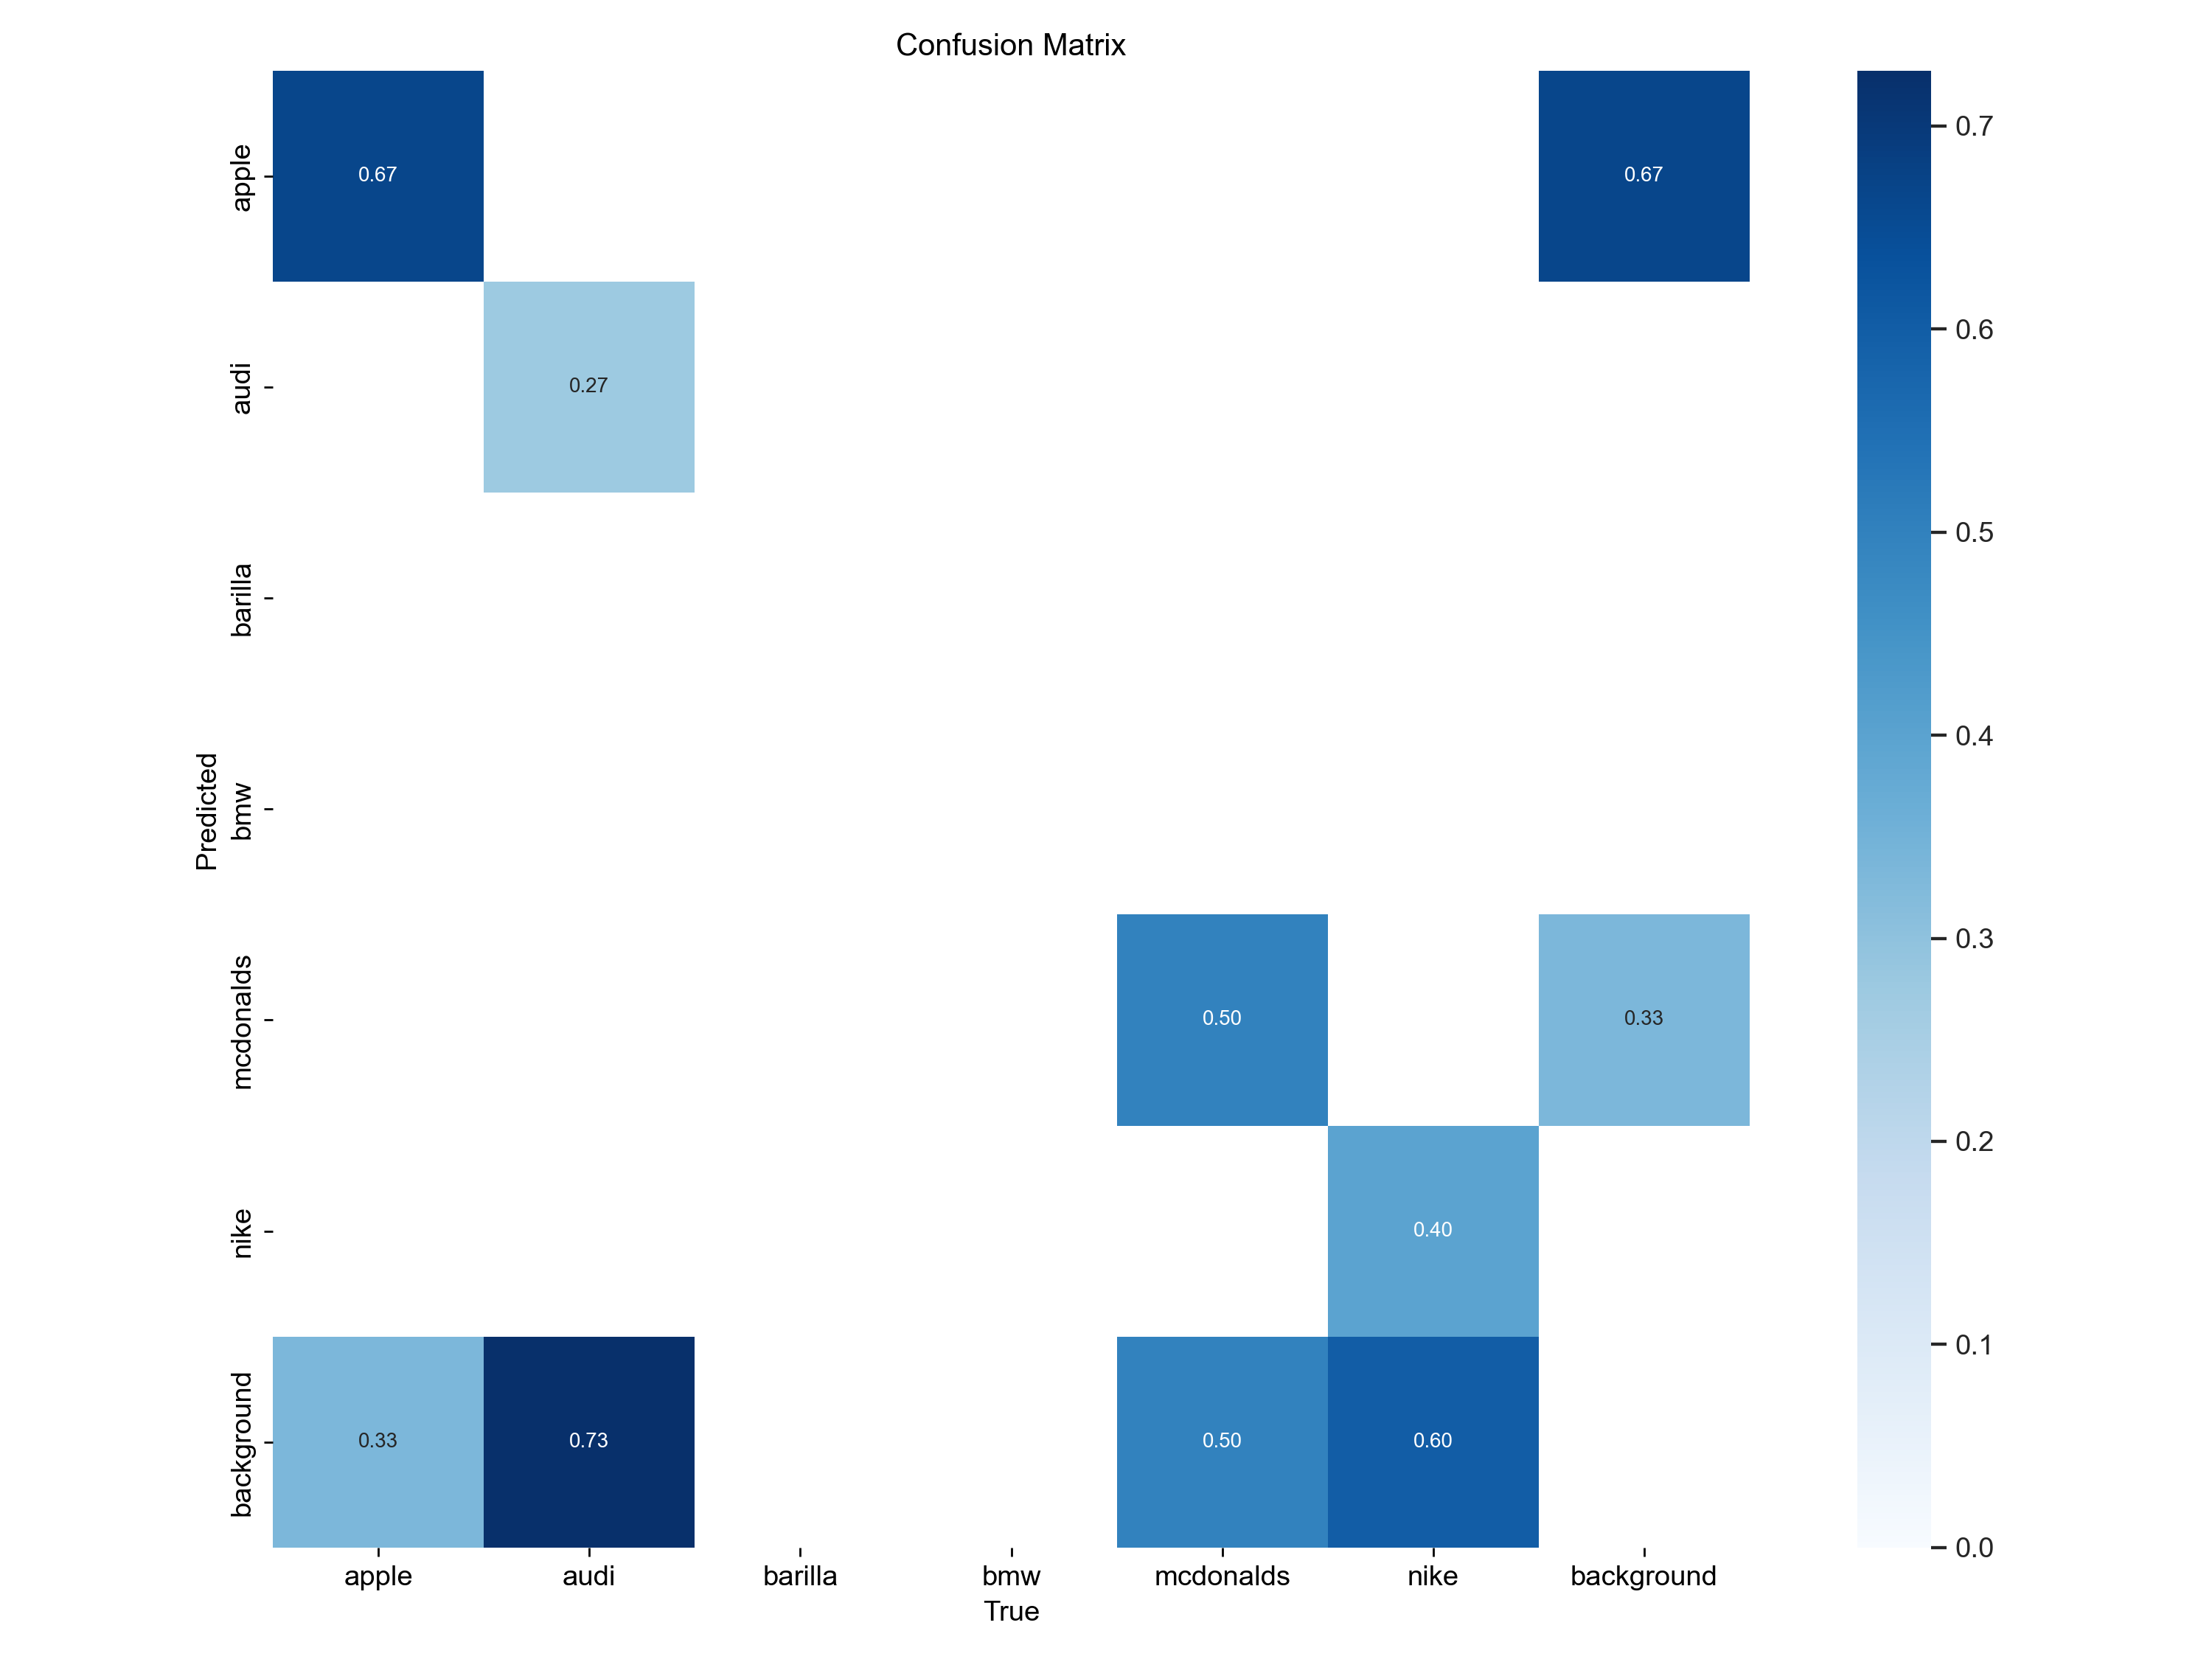 Confusion Matrix
apple
audi
barilla
bmw
mcdonalds
nike
background
Predicted
0.67
0.67
0.27
0.50
0.33
0.40
0.33
0.73
0.50
0.60
apple
audi
barilla
bmw
mcdonalds
nike
background
True
0.7
0.6
0.5
0.4
0.3
0.2
0.1
0.0